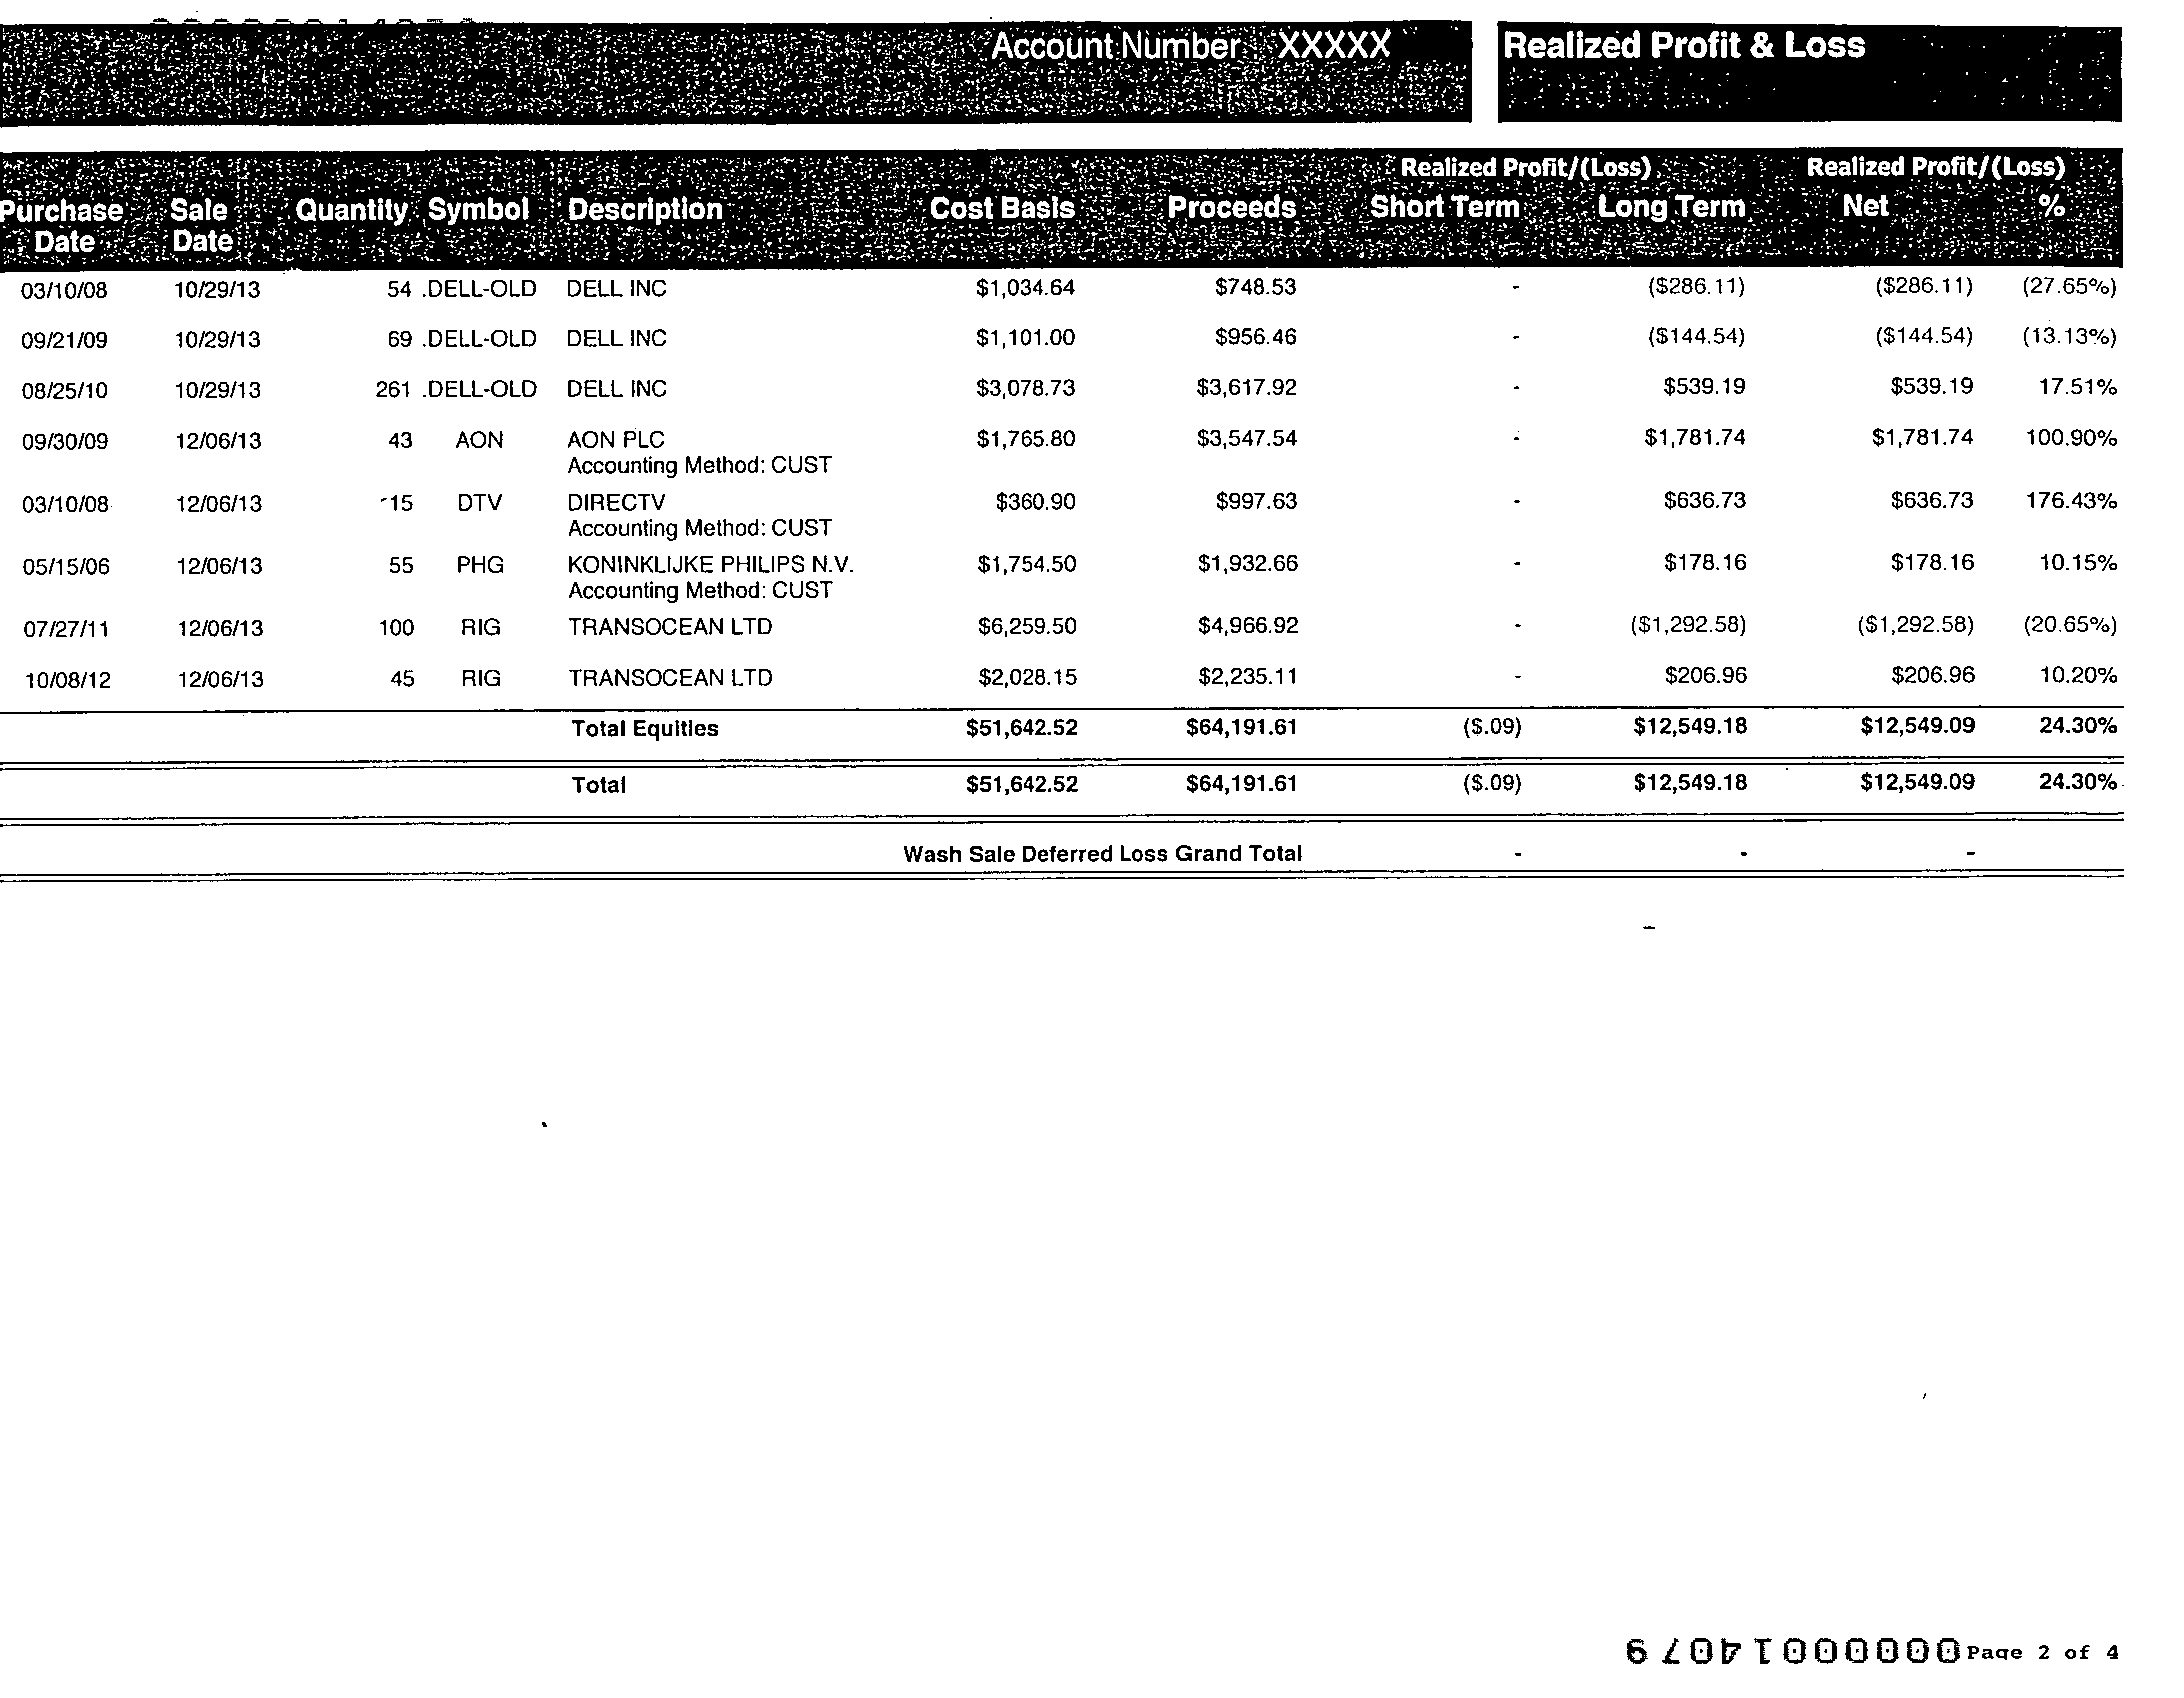 Account Number XXXXX Realized Profit & Loss
Realized Profit/(Loss) Realized Profit/(Loss)
Purchase Sale Quantity Symbol Description Cost Basis Proceeds Short Term Long Term Net %
Date Date
03/10/08 10/29/13 54 .DELL-OLD DELL INC $1,034.64 $748.53 - ($286.11) ($286.11) (27.65%)
09/21/09 10/29/13 69 .DELL-OLD DELL INC $1,101.00 $956.46 - ($144.54) ($144.54) (13.13%)
08/25/10 10/29/13 261 .DELL-OLD DELL INC $3,078.73 $3,617.92 - $539.19 $539.19 17.51%
09/30/09 12/06/13 43 AON AON PLC $1,765.80 $3,547.54 - $1,781.74 $1,781.74 100.90%
Accounting Method: CUST
03/10/08 12/06/13 15 DTV DIRECTV $360.90 $997.63 - $636.73 $636.73 176.43%
Accounting Method: CUST
05/15/06 12/06/13 55 PHG KONINKLIJKE PHILIPS N.V. $1,754.50 $1,932.66 - $178.16 $178.16 10.15%
Accounting Method: CUST
07/27/11 12/06/13 100 RIG TRANSOCEAN LTD $6,259.50 $4,966.92 - ($1,292.58) ($1,292.58) (20.65%)
10/08/12 12/06/13 45 RIG TRANSOCEAN LTD $2,028.15 $2,235.11 - $206.96 $206.96 10.20%
Total Equities $51,642.52 $64,191.61 ($.09) $12,549.18 $12,549.09 24.30%
Total $51,642.52 $64,191.61 ($.09) $12,549.18 $12,549.09 24.30%
Wash Sale Deferred Loss Grand Total - - -
Page 2 of 4